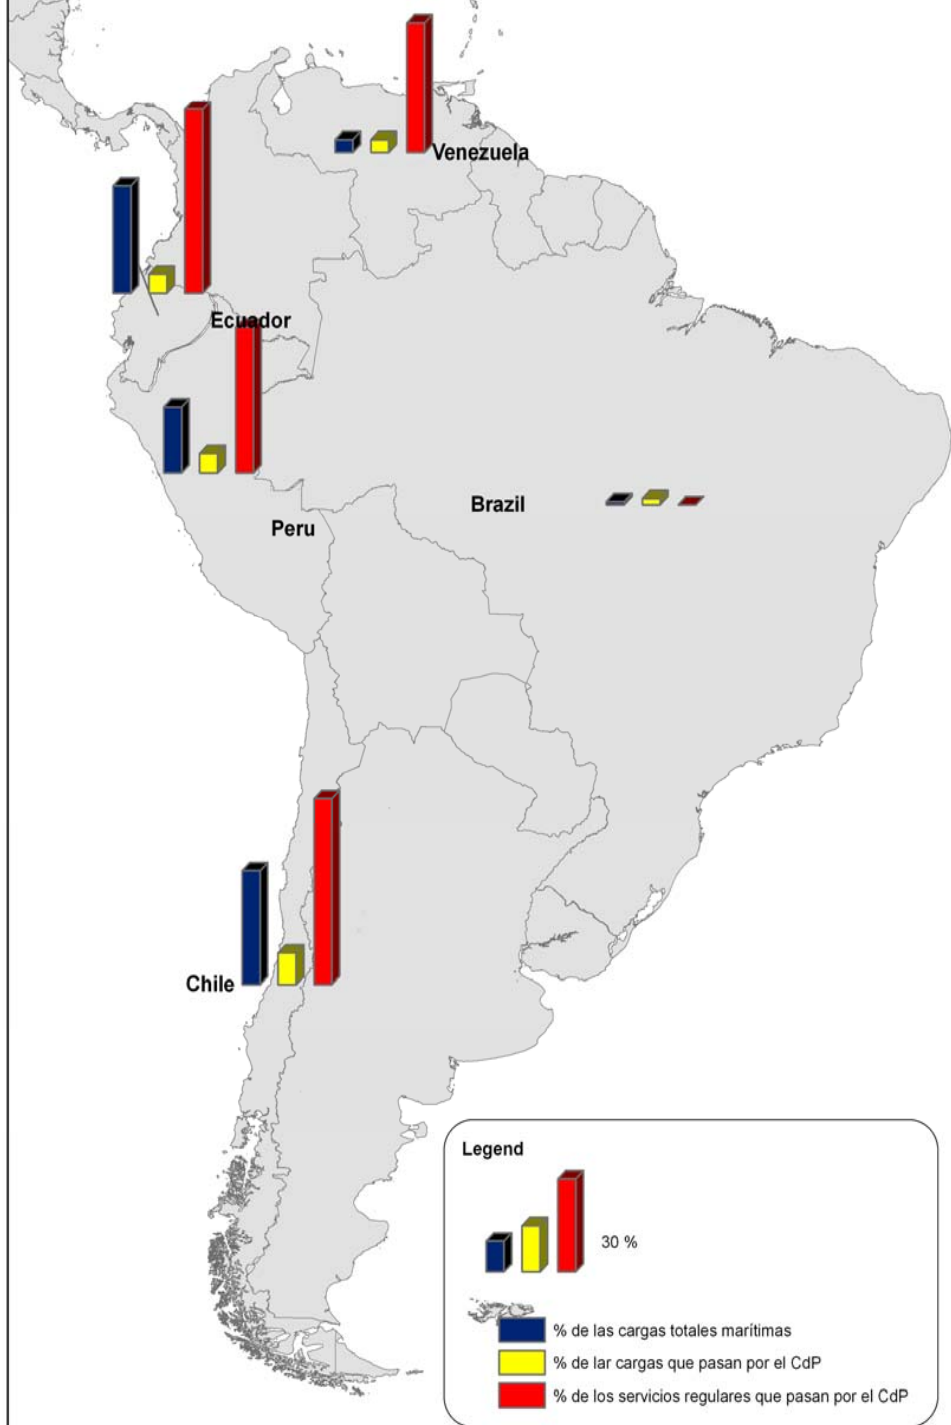 Venezuela
Ecuador
Brazil
Peru
Chile
Legend
30 %
% de las cargas totales marítimas
% de lar cargas que pasan por el CdP
% de los servicios regulares que pasan por el CdP